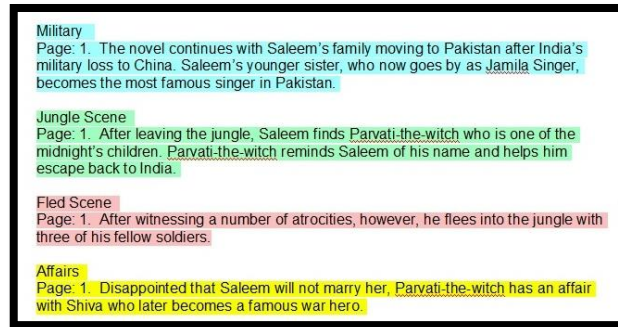 Military
Page: 1.  The novel continues with Saleem's family moving to Pakistan after India's
military loss to China. Saleem's younger sister, who now goes by as Jamila Singer,
becomes the most famous singer in Pakistan.
Jungle Scene
Page: 1.  After leaving the jungle, Saleem finds Parvati-the-witch who is one of the
midnight's children. Parvati-the-witch reminds Saleem of his name and helps him
escape back to India.
Fled Scene
Page: 1.  After witnessing a number of atrocities, however, he flees into the jungle with
three of his fellow soldiers.
Affairs
Page: 1.  Disappointed that Saleem will not marry her, Parvati-the-witch has an affair
with Shiva who later becomes a famous war hero.